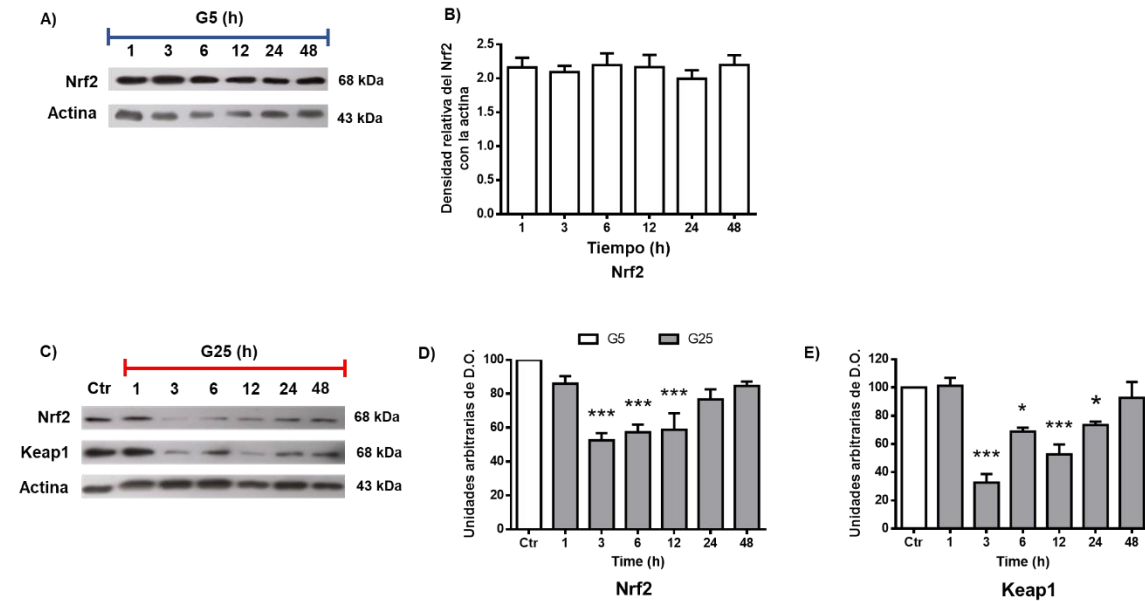 A)
G5 (h)
1 3 6 12 24 48
Nrf2 68 kDa
Actina 43 kDa
B)
Densidad relativa del Nrf2
con la actina
2.5
2.0
1.5
1.0
0.5
0.0
1 3 6 12 24 48
Tiempo (h)
Nrf2
C)
G25 (h)
Ctr 1 3 6 12 24 48
Nrf2 68 kDa
Keap1 68 kDa
Actina 43 kDa
D)
G5 G25
Unidades arbitrarias de D.O.
100
80
60
40
20
0
*** *** ***
Ctr 1 3 6 12 24 48
Time (h)
Nrf2
E)
Unidades arbitrarias de D.O.
120
100
80
60
40
20
0
*** * *** *
Ctr 1 3 6 12 24 48
Time (h)
Keap1